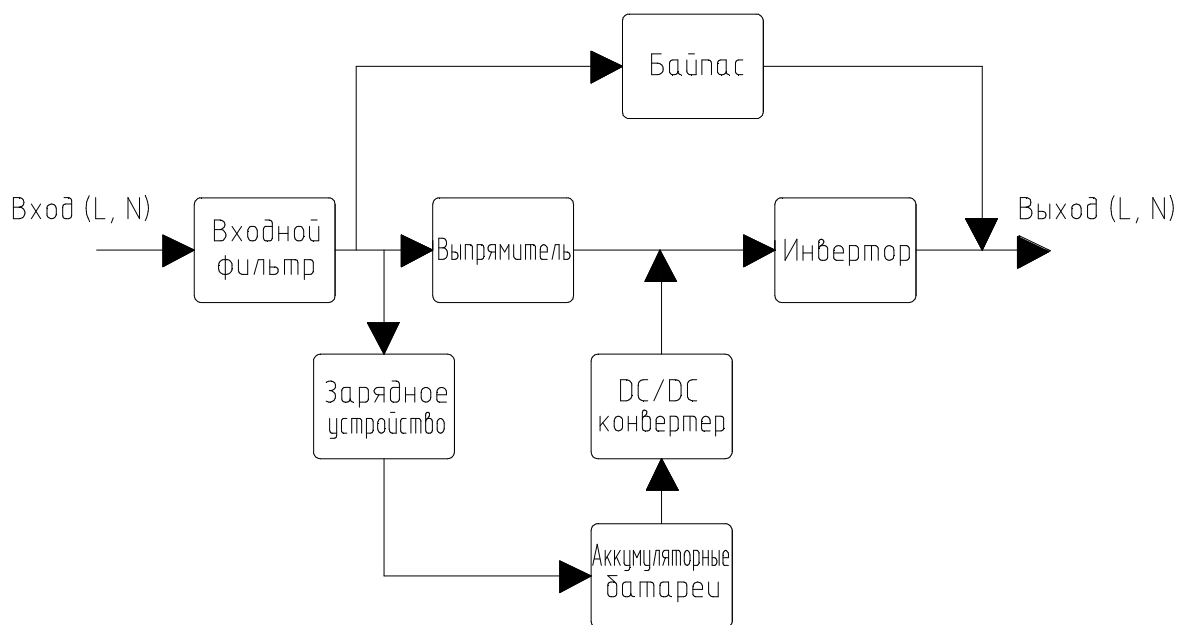 Байпас
Вход (L, N)
Входной
фильтр
Выпрямитель
Инвертор
Выход (L, N)
Зарядное
устройство
DC/DC
конвертер
Аккумуляторные
батареи